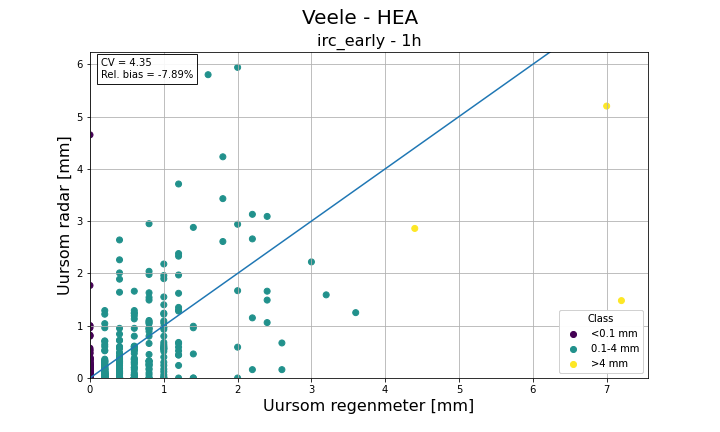 Veele - HEA
irc_early - 1h
CV = 4.35
Rel. bias = -7.89%
Uursom radar [mm]
6
5
4
3
2
1
0
0 1 2 3 4 5 6 7
Uursom regenmeter [mm]
Class
<0.1 mm
0.1-4 mm
>4 mm